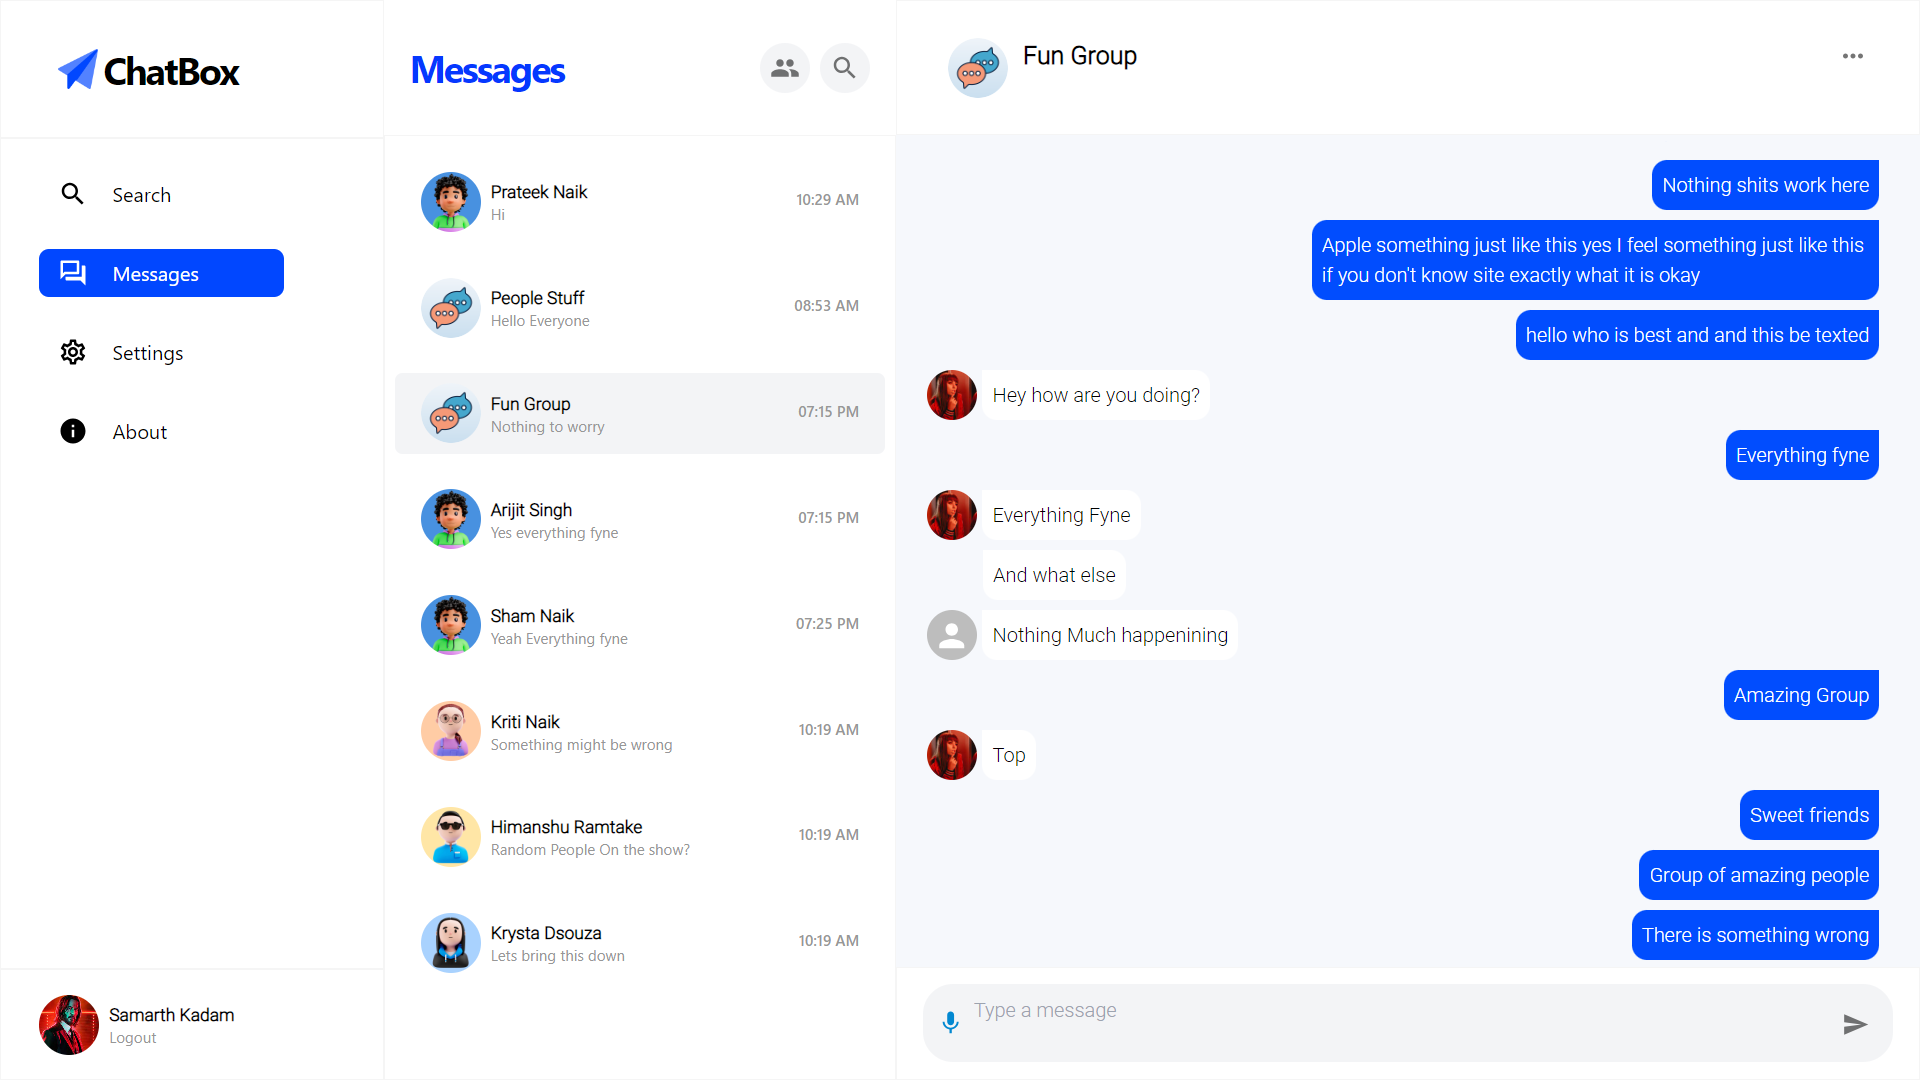 ChatBox
Search
Messages
Settings
About
Samarth Kadam
Logout
Messages
Prateek Naik
Hi
10:29 AM
People Stuff
Hello Everyone
08:53 AM
Fun Group
Nothing to worry
07:15 PM
Arijit Singh
Yes everything fyne
07:15 PM
Sham Naik
Yeah Everything fyne
07:25 PM
Kriti Naik
Something might be wrong
10:19 AM
Himanshu Ramtake
Random People On the show?
10:19 AM
Krysta Dsouza
Lets bring this down
10:19 AM
Fun Group
Nothing shits work here
Apple something just like this yes I feel something just like this
if you don't know site exactly what it is okay
hello who is best and and this be texted
Hey how are you doing?
Everything fyne
Everything Fyne
And what else
Nothing Much happenining
Amazing Group
Top
Sweet friends
Group of amazing people
There is something wrong
Type a message